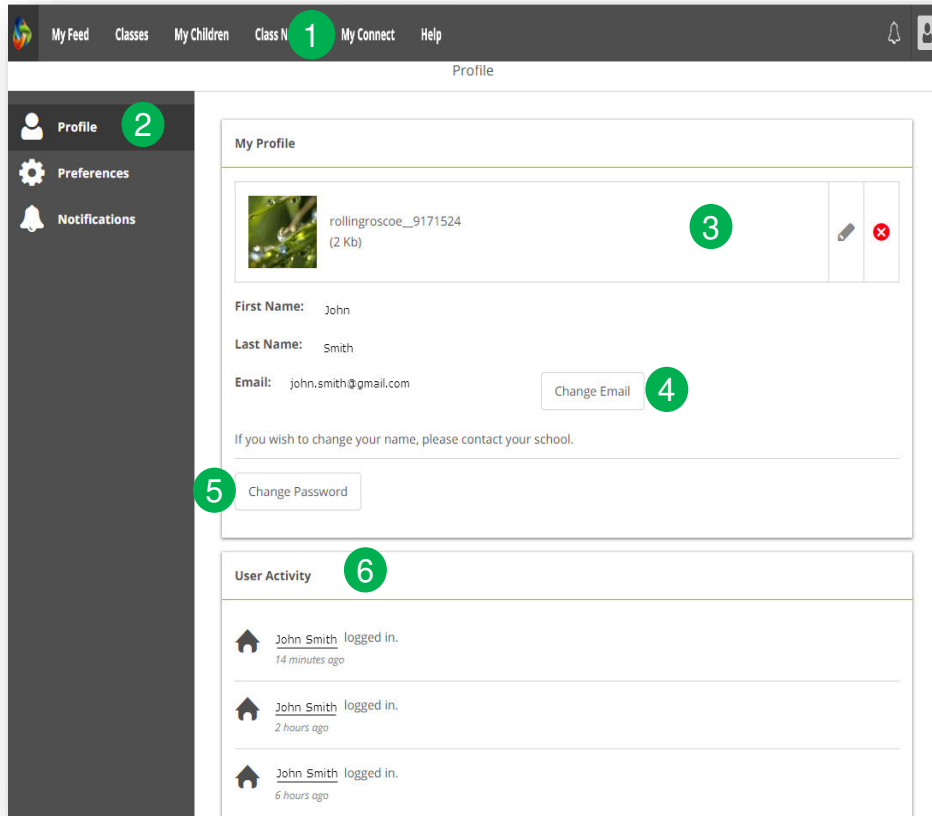 My Feed Classes My Children Class N 1 My Connect Help
Profile
Profile 2
Preferences
Notifications
My Profile
rollingroscoe__9171524
(2 Kb)
3
First Name: John
Last Name: Smith
Email: john.smith@gmail.com
Change Email 4
If you wish to change your name, please contact your school.
5 Change Password
User Activity 6
John Smith logged in.
14 minutes ago
John Smith logged in.
2 hours ago
John Smith logged in.
6 hours ago